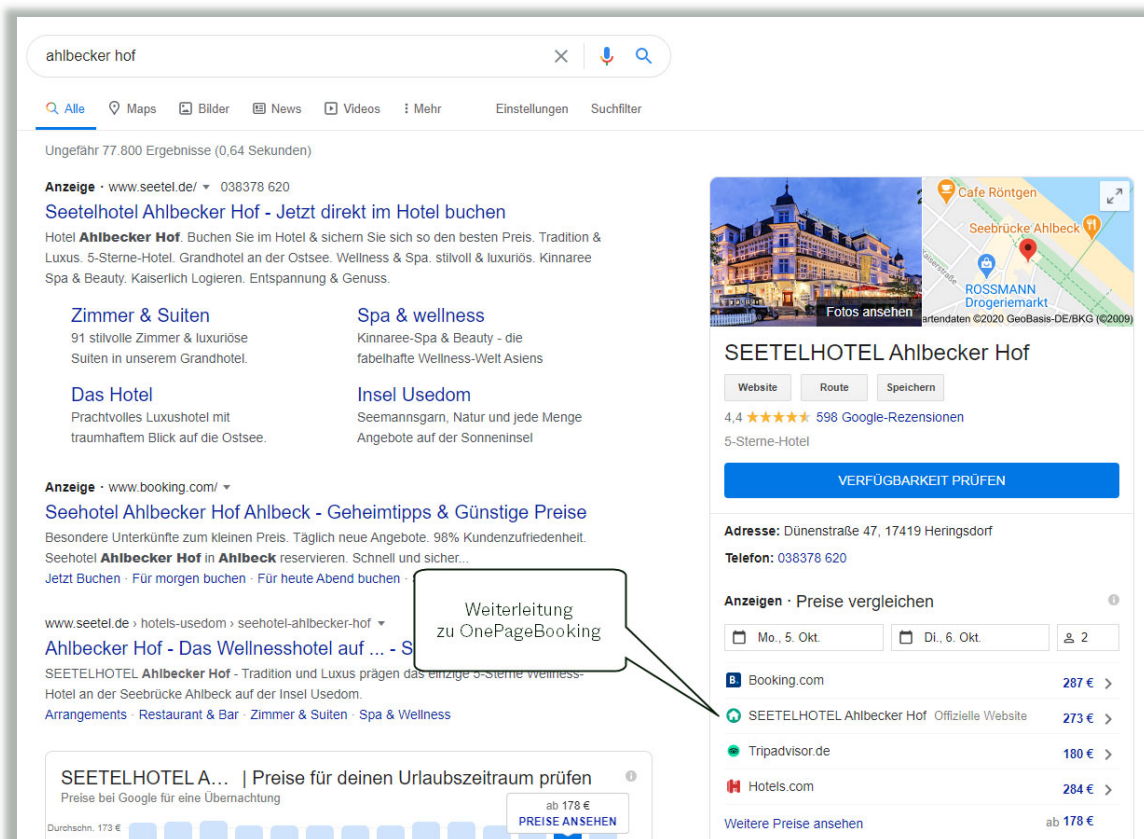 ahlbecker hof
Alle Maps Bilder News Videos Mehr Einstellungen Suchfilter
Ungefähr 77.800 Ergebnisse (0,64 Sekunden)
Anzeige · www.seetel.de/ 038378 620
Seetelhotel Ahlbecker Hof - Jetzt direkt im Hotel buchen
Hotel Ahlbecker Hof. Buchen Sie im Hotel & sichern Sie sich so den besten Preis. Tradition &
Luxus. 5-Sterne-Hotel. Grandhotel an der Ostsee. Wellness & Spa. stilvoll & luxuriös. Kinnaree
Spa & Beauty. Kaiserlich Logieren. Entspannung & Genuss.
Zimmer & Suiten
91 stilvolle Zimmer & luxuriöse
Suiten in unserem Grandhotel.
Spa & wellness
Kinnaree-Spa & Beauty - die
fabelhafte Wellness-Welt Asiens
Das Hotel
Prachtvolles Luxushotel mit
traumhaftem Blick auf die Ostsee.
Insel Usedom
Seemannsgarn, Natur und jede Menge
Angebote auf der Sonneninsel
Anzeige · www.booking.com/
Seehotel Ahlbecker Hof Ahlbeck - Geheimtipps & Günstige Preise
Besondere Unterkünfte zum kleinen Preis. Täglich neue Angebote. 98% Kundenzufriedenheit.
Seehotel Ahlbecker Hof in Ahlbeck reservieren. Schnell und sicher...
Jetzt Buchen · Für morgen buchen · Für heute Abend buchen ·
www.seetel.de › hotels-usedom › seehotel-ahlbecker-hof
Ahlbecker Hof - Das Wellnesshotel auf ... - S
SEETELHOTEL Ahlbecker Hof - Tradition und Luxus prägen das einzige 5-Sterne Wellness-
Hotel an der Seebrücke Ahlbeck auf der Insel Usedom.
Arrangements · Restaurant & Bar · Zimmer & Suiten · Spa & Wellness
SEETELHOTEL A... | Preise für deinen Urlaubszeitraum prüfen
Preise bei Google für eine Übernachtung
ab 178 €
PREISE ANSEHEN
Durchschn. 173 €
Weiterleitung
zu OnePageBooking
Fotos ansehen
Cafe Röntgen
Seebrücke Ahlbeck
Kaiserstraße
ROSSMANN
Drogeriemarkt
artendaten ©2020 GeoBasis-DE/BKG (©2009)
SEETELHOTEL Ahlbecker Hof
Website Route Speichern
4,4 598 Google-Rezensionen
5-Sterne-Hotel
VERFÜGBARKEIT PRÜFEN
Adresse: Dünenstraße 47, 17419 Heringsdorf
Telefon: 038378 620
Anzeigen · Preise vergleichen
Mo., 5. Okt. Di., 6. Okt. 2
B. Booking.com 287 €
SEETELHOTEL Ahlbecker Hof Offizielle Website 273 €
Tripadvisor.de 180 €
Hotels.com 284 €
Weitere Preise ansehen ab 178 €